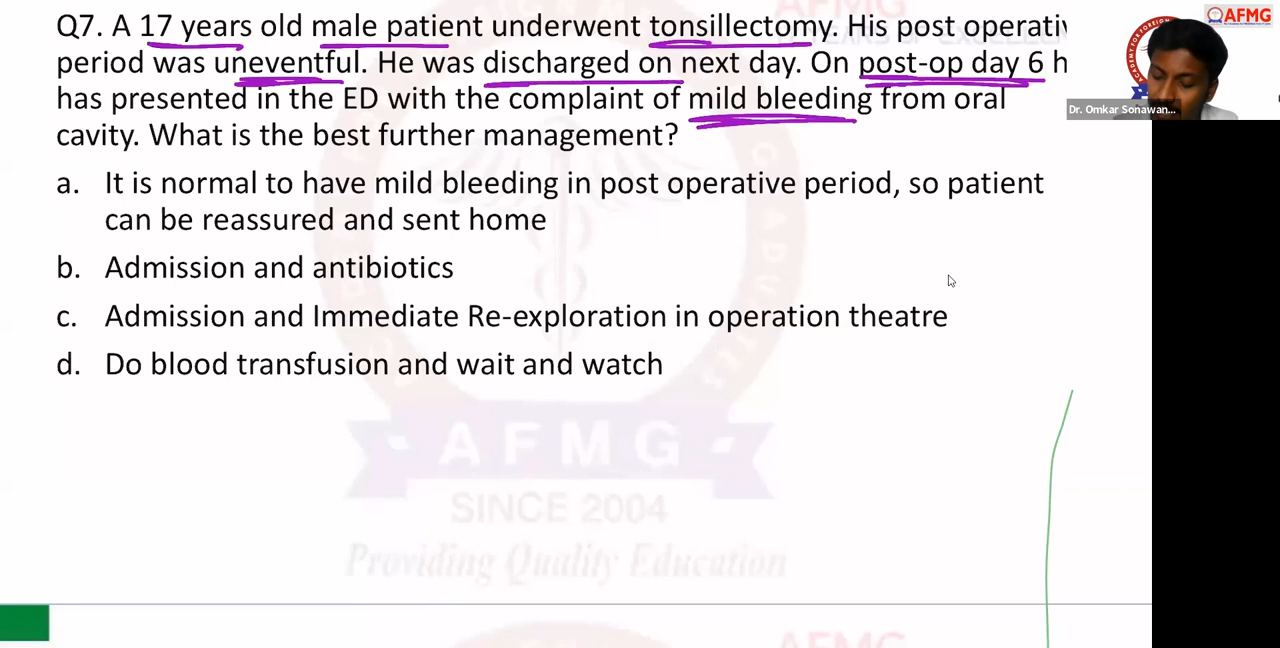 Q7. A 17 years old male patient underwent tonsillectomy. His post operativ
period was uneventful. He was discharged on next day. On post-op day 6 h
has presented in the ED with the complaint of mild bleeding from oral
cavity. What is the best further management?
a. It is normal to have mild bleeding in post operative period, so patient
can be reassured and sent home
b. Admission and antibiotics
c. Admission and Immediate Re-exploration in operation theatre
d. Do blood transfusion and wait and watch
AFMG
Dr. Omkar Sonawan...
AFMG
SINCE 2004
Providing Quality Education